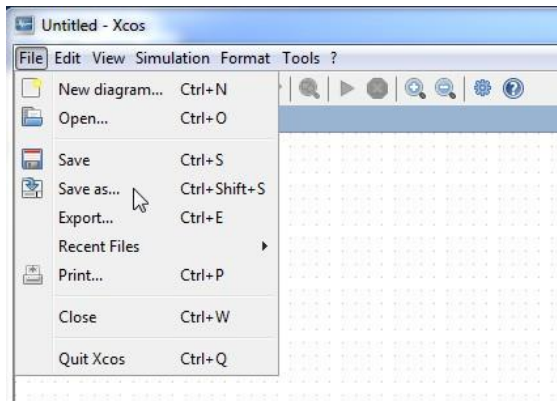 Untitled - Xcos
File Edit View Simulation Format Tools ?
New diagram... Ctrl+N
Open... Ctrl+O
Save Ctrl+S
Save as... Ctrl+Shift+S
Export... Ctrl+E
Recent Files
Print... Ctrl+P
Close Ctrl+W
Quit Xcos Ctrl+Q